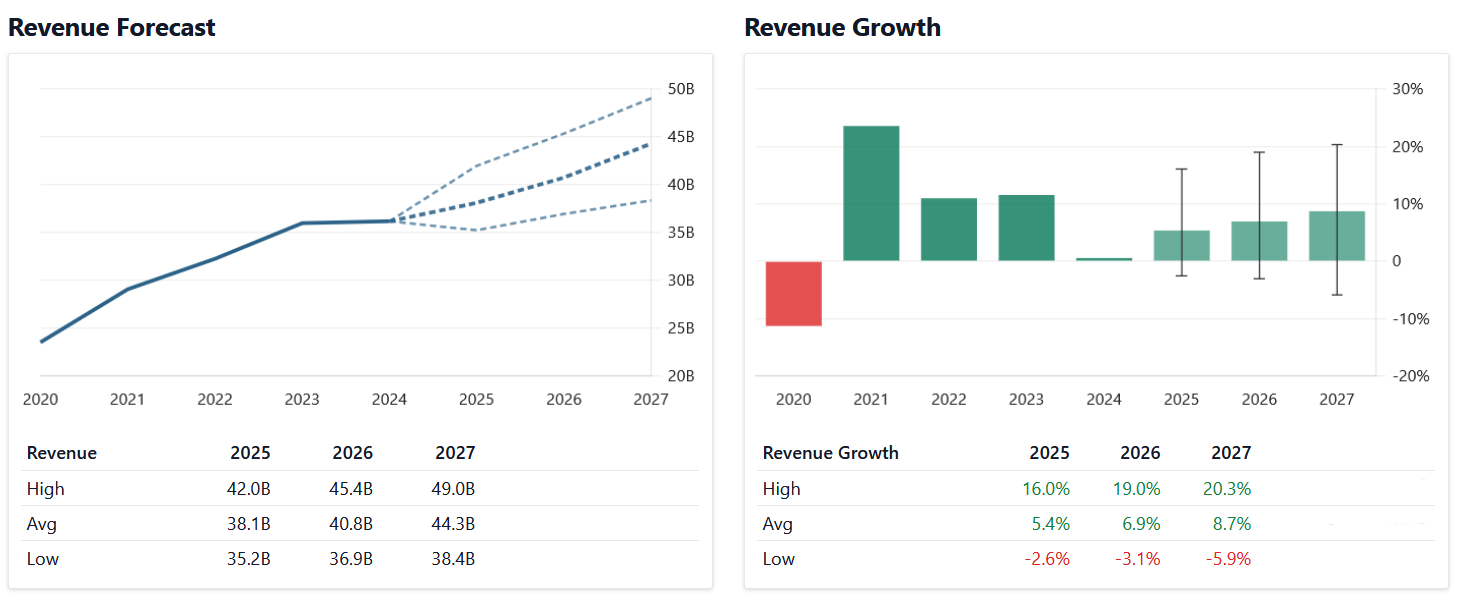 Revenue Forecast
50B
45B
40B
35B
30B
25B
20B
2020 2021 2022 2023 2024 2025 2026 2027
Revenue 2025 2026 2027
High 42.0B 45.4B 49.0B
Avg 38.1B 40.8B 44.3B
Low 35.2B 36.9B 38.4B
Revenue Growth
30%
20%
10%
0
-10%
-20%
2020 2021 2022 2023 2024 2025 2026 2027
Revenue Growth 2025 2026 2027
High 16.0% 19.0% 20.3%
Avg 5.4% 6.9% 8.7%
Low -2.6% -3.1% -5.9%